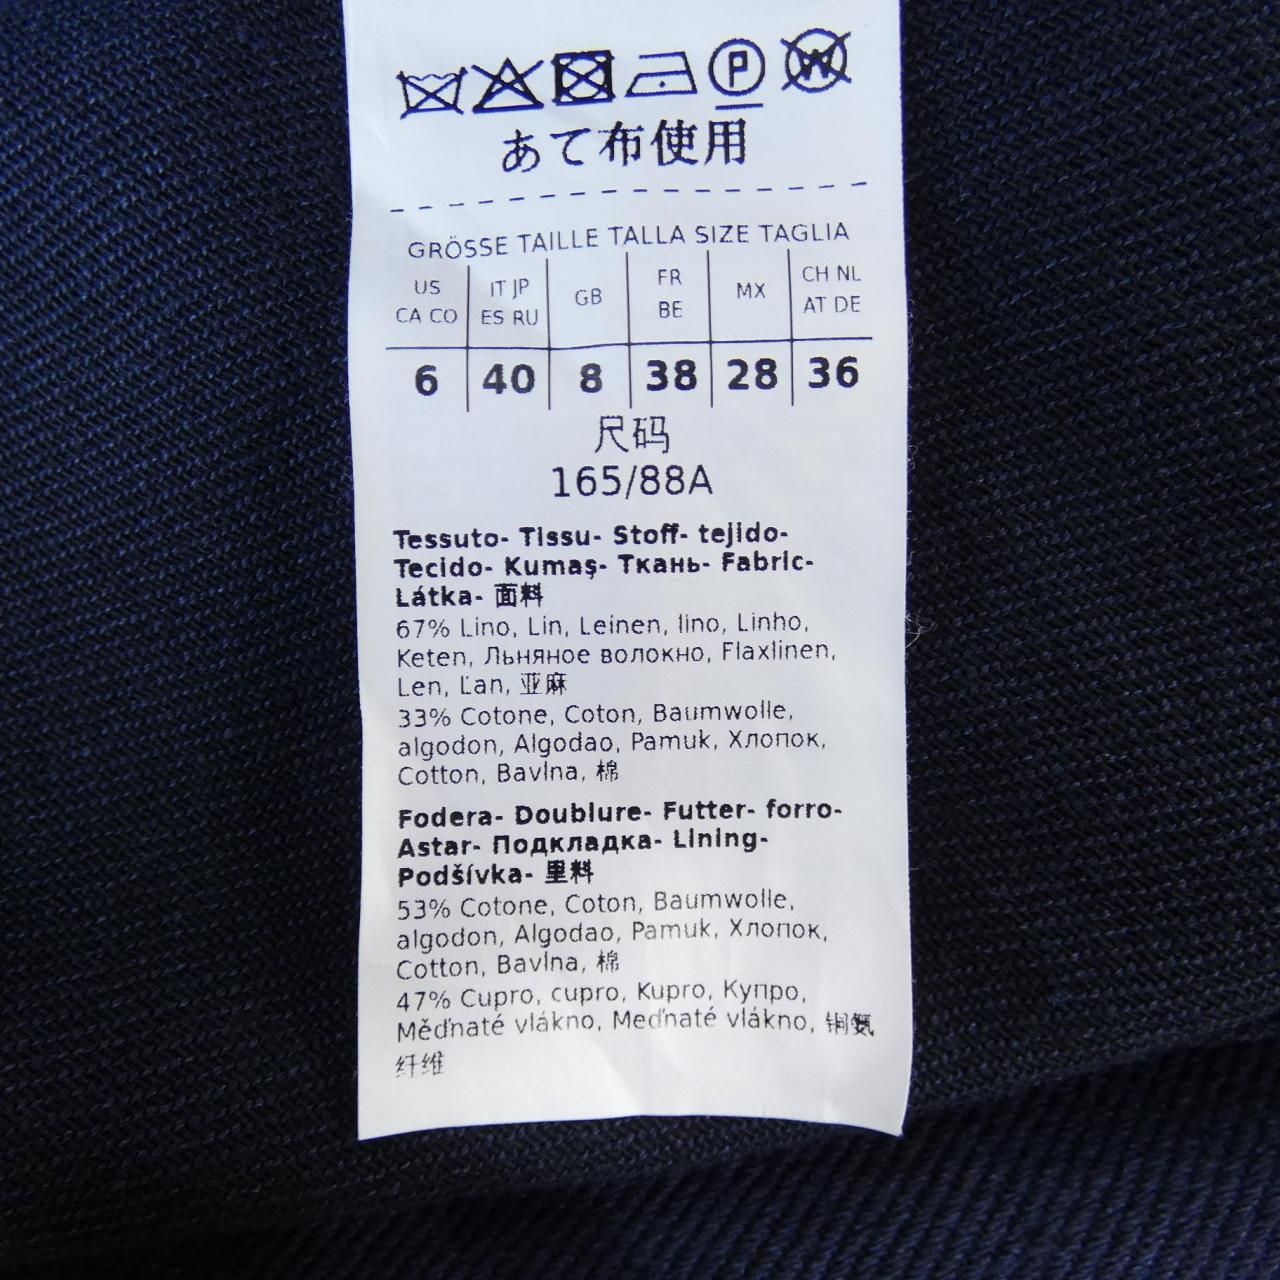 P
W
あて布使用
GRÖSSE TAILLE TALLA SIZE TAGLIA
US CA CO | IT JP ES RU | GB | FR BE | MX | CH NL AT DE
6 | 40 | 8 | 38 | 28 | 36
尺码
165/88A
Tessuto- Tissu- Stoff- tejido-
Tecido- Kumaş- Ткань- Fabric-
Látka- 面料
67% Lino, Lin, Leinen, lino, Linho,
Keten, Льняное волокно, Flaxlinen,
Len, Ľan, 亚麻
33% Cotone, Coton, Baumwolle,
algodon, Algodao, Pamuk, Хлопок,
Cotton, Bavlna, 棉
Fodera- Doublure- Futter- forro-
Astar- Подкладка- Lining-
Podšívka- 里料
53% Cotone, Coton, Baumwolle,
algodon, Algodao, Pamuk, Хлопок,
Cotton, Bavlna, 棉
47% Cupro, cupro, Kupro, Купро,
Měďnaté vlákno, Meďnaté vlákno, 铜氨
纤维